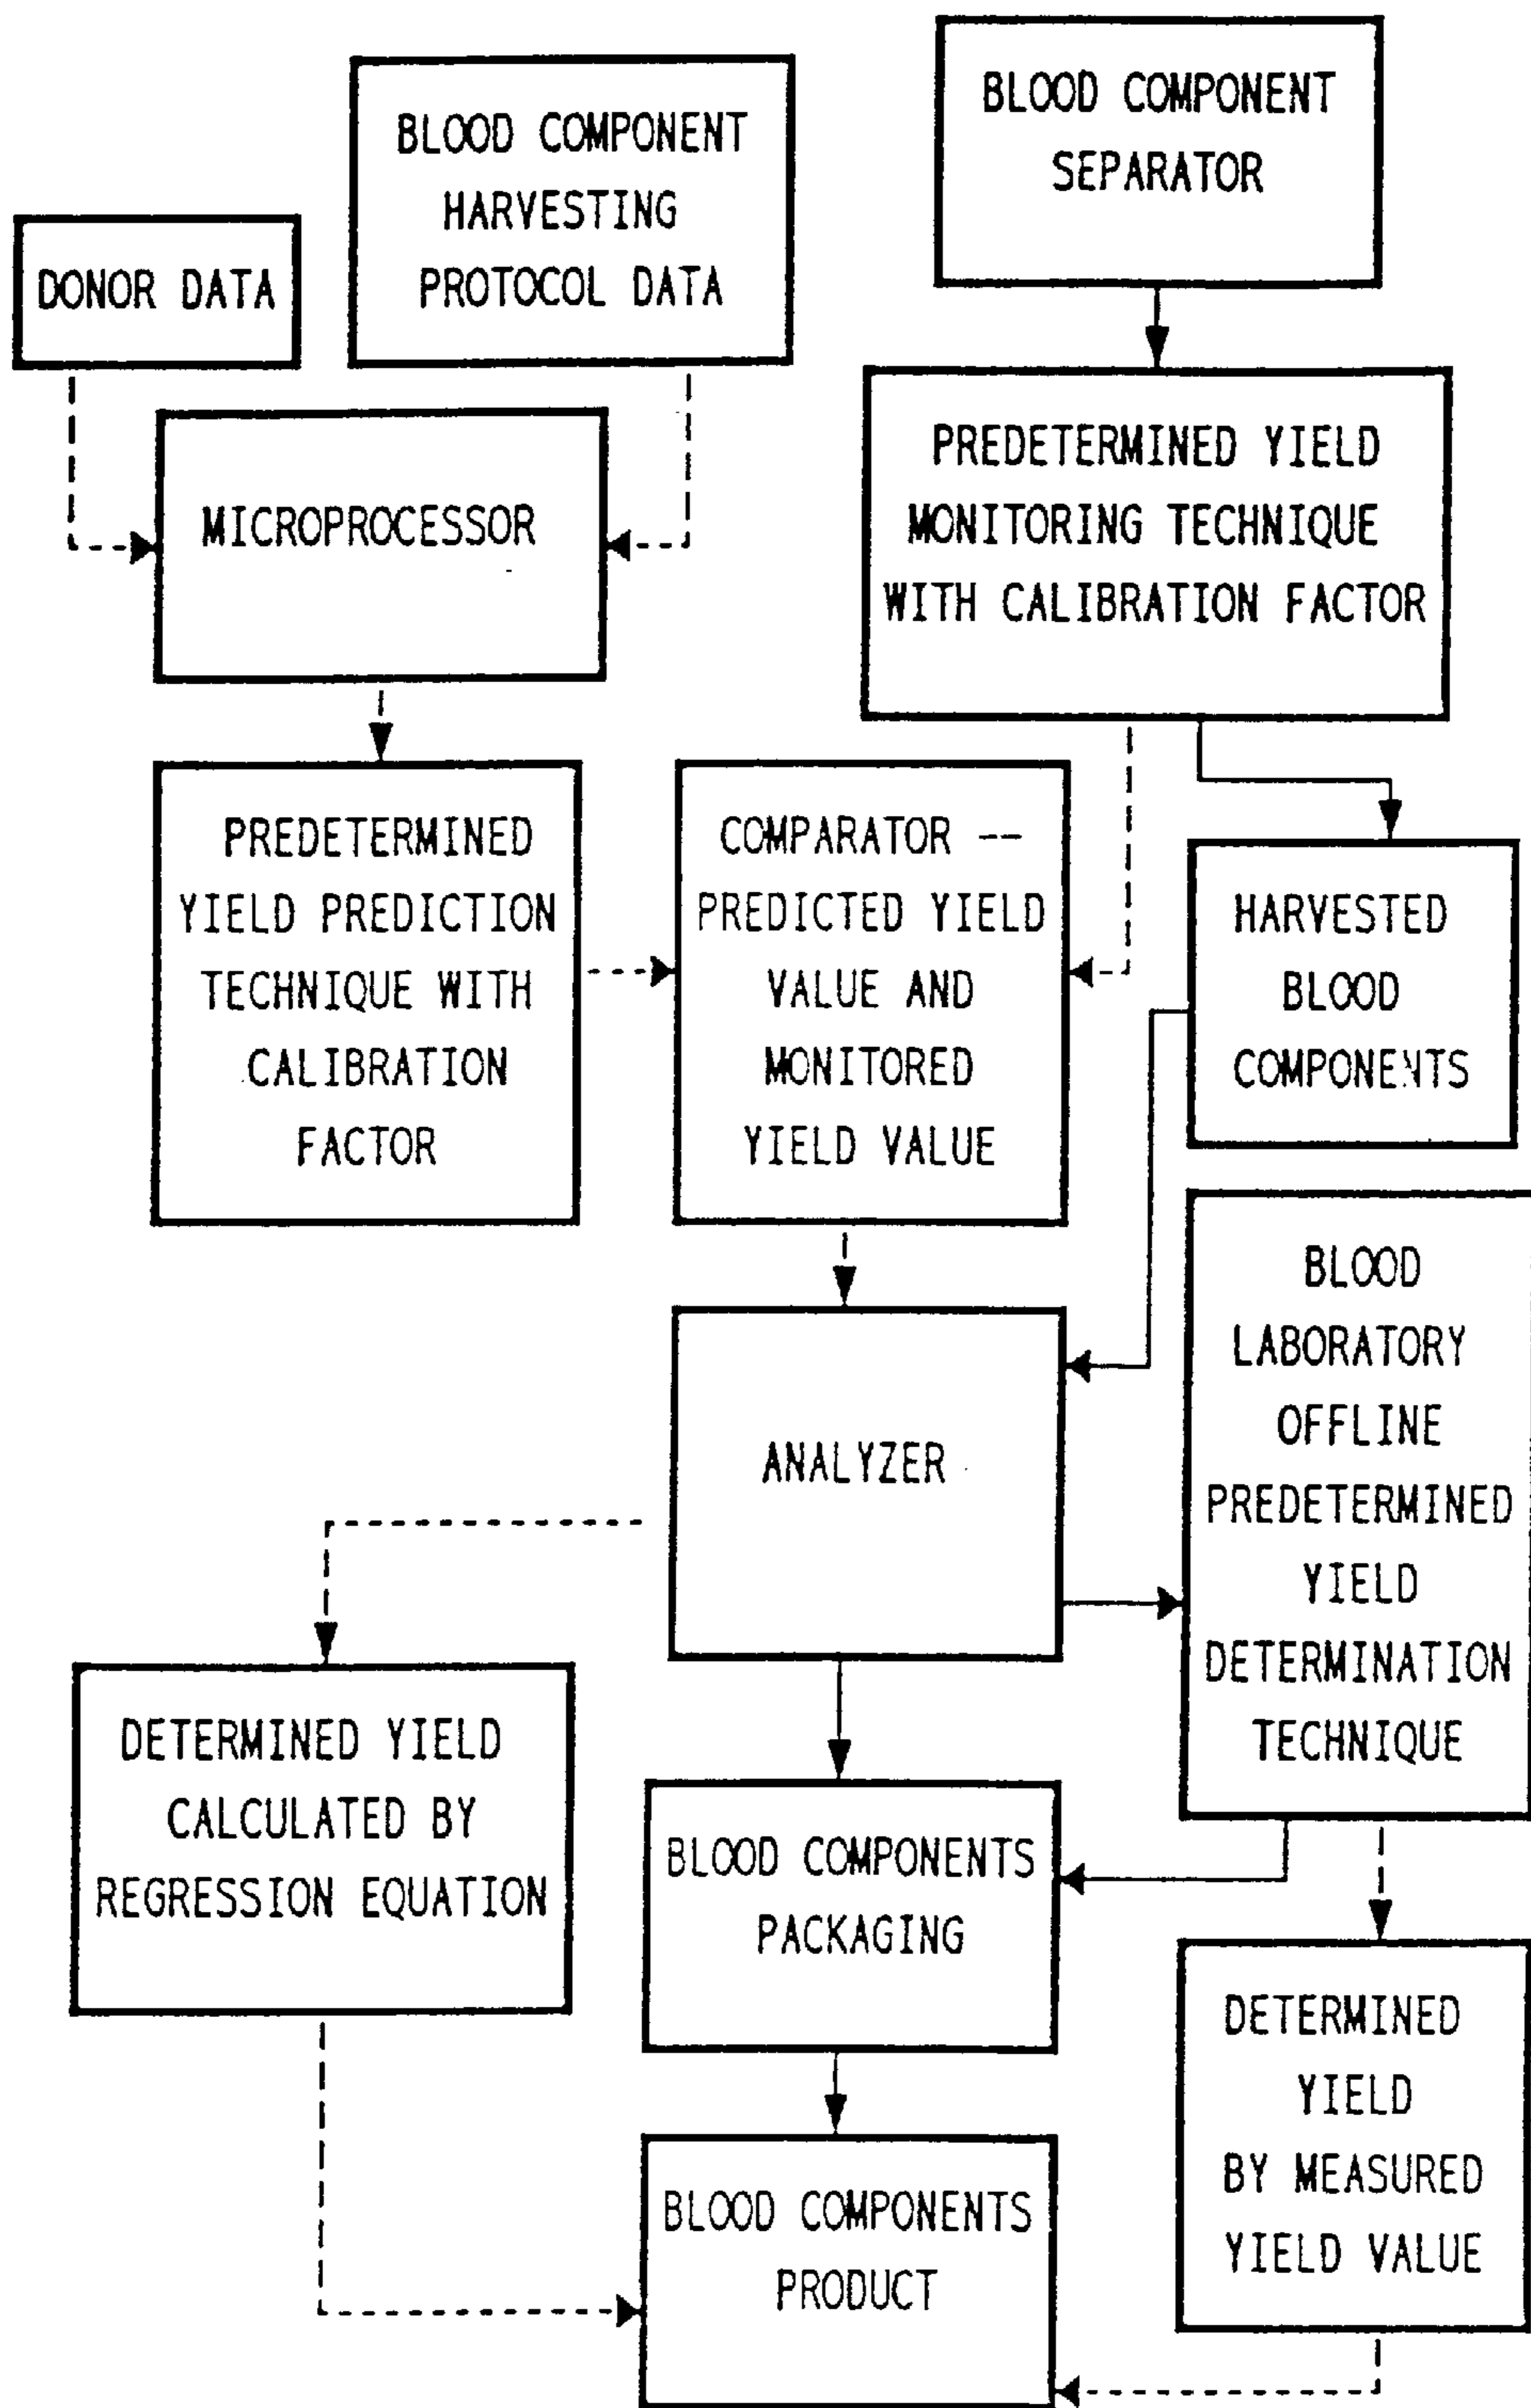 BLOOD COMPONENT
SEPARATOR
BLOOD COMPONENT
HARVESTING
PROTOCOL DATA
DONOR DATA
MICROPROCESSOR
PREDETERMINED YIELD
MONITORING TECHNIQUE
WITH CALIBRATION FACTOR
PREDETERMINED
YIELD PREDICTION
TECHNIQUE WITH
CALIBRATION
FACTOR
COMPARATOR --
PREDICTED YIELD
VALUE AND
MONITORED
YIELD VALUE
HARVESTED
BLOOD
COMPONENTS
ANALYZER
BLOOD
LABORATORY
OFFLINE
PREDETERMINED
YIELD
DETERMINATION
TECHNIQUE
DETERMINED YIELD
CALCULATED BY
REGRESSION EQUATION
BLOOD COMPONENTS
PACKAGING
DETERMINED
YIELD
BY MEASURED
YIELD VALUE
BLOOD COMPONENTS
PRODUCT